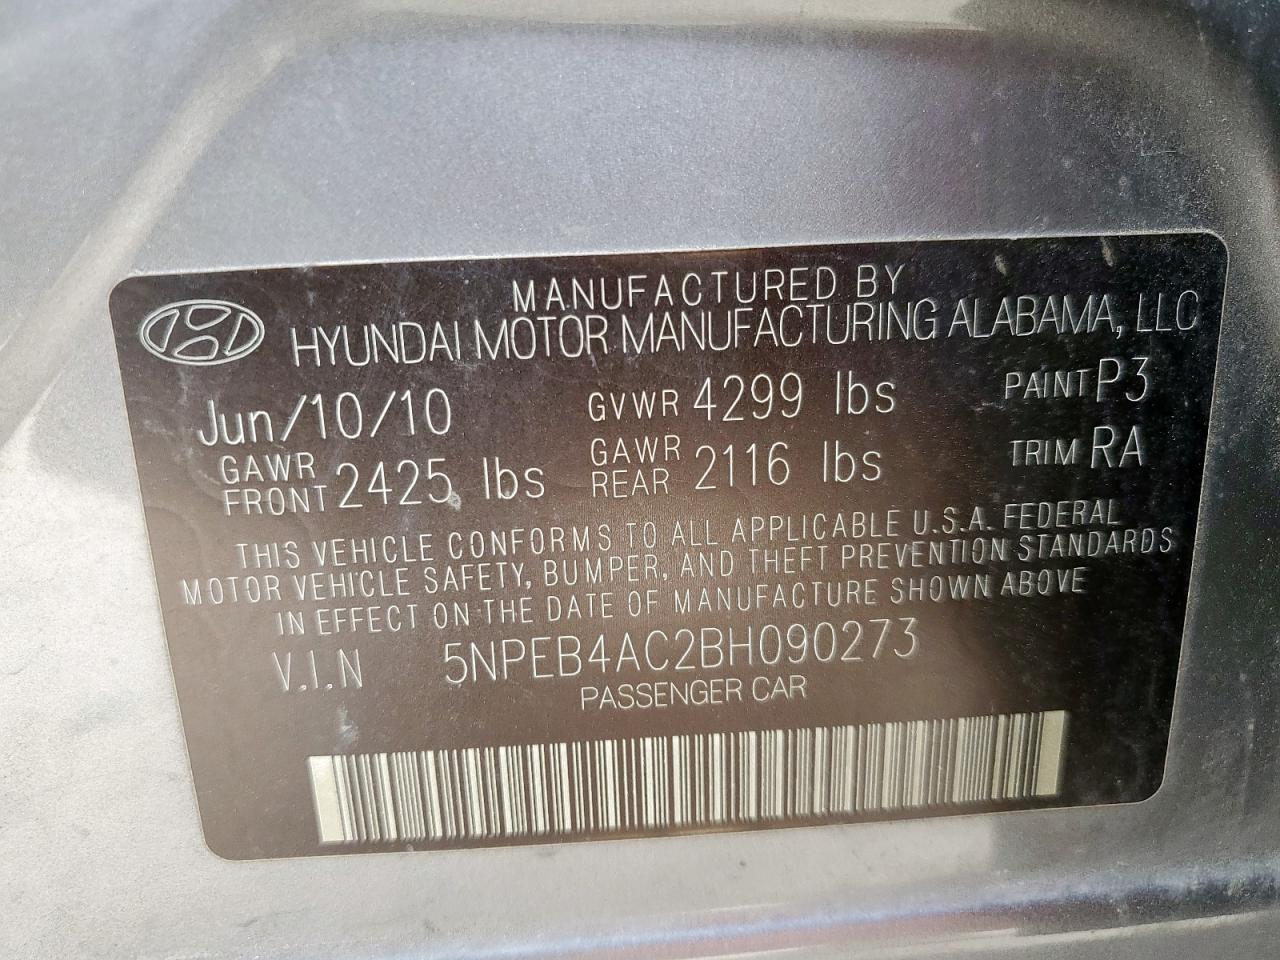 MANUFACTURED BY
HYUNDAI MOTOR MANUFACTURING ALABAMA, LLC
Jun/10/10 GVWR 4299 lbs PAINT P3
GAWR FRONT 2425 lbs GAWR REAR 2116 lbs TRIM RA
THIS VEHICLE CONFORMS TO ALL APPLICABLE U.S.A. FEDERAL
MOTOR VEHICLE SAFETY, BUMPER, AND THEFT PREVENTION STANDARDS
IN EFFECT ON THE DATE OF MANUFACTURE SHOWN ABOVE
V.I.N 5NPEB4AC2BH090273
PASSENGER CAR